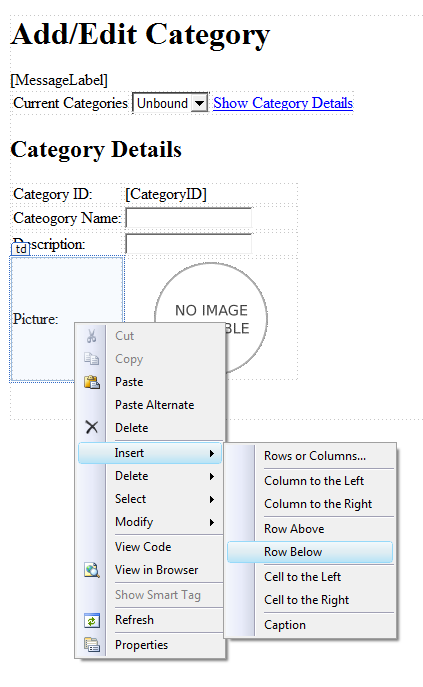 Add/Edit Category
[MessageLabel]
Current Categories Unbound Show Category Details
Category Details
Category ID: [CategoryID]
Cateogory Name:
Description:
td
Picture:
NO IMAGE
BLE
Cut
Copy
Paste
Paste Alternate
Delete
Insert
Delete
Select
Modify
View Code
View in Browser
Show Smart Tag
Refresh
Properties
Rows or Columns...
Column to the Left
Column to the Right
Row Above
Row Below
Cell to the Left
Cell to the Right
Caption